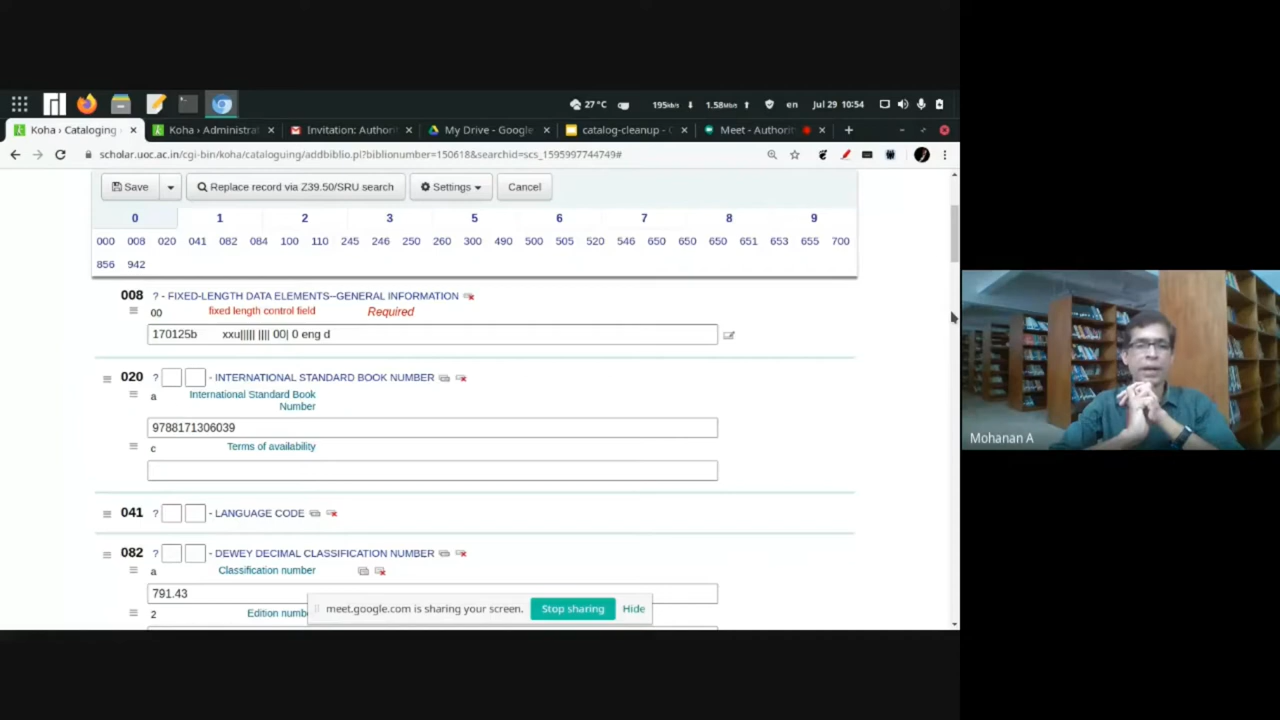 27 °C 195kb/s 1.58Mb/s en Jul 29 10:54
Koha › Cataloging Koha › Administrat Invitation: Authori My Drive - Google catalog-cleanup - G Meet - Authorit
scholar.uoc.ac.in/cgi-bin/koha/cataloguing/addbiblio.pl?biblionumber=150618&searchid=scs_1595997744749#
Save Replace record via Z39.50/SRU search Settings Cancel
0 1 2 3 5 6 7 8 9
000 008 020 041 082 084 100 110 245 246 250 260 300 490 500 505 520 546 650 650 650 651 653 655 700
856 942
008 ? - FIXED-LENGTH DATA ELEMENTS--GENERAL INFORMATION
00 fixed length control field Required
170125b xxu||||| |||| 00| 0 eng d
020 ? - INTERNATIONAL STANDARD BOOK NUMBER
a International Standard Book
Number
9788171306039
c Terms of availability
041 ? - LANGUAGE CODE
082 ? - DEWEY DECIMAL CLASSIFICATION NUMBER
a Classification number
791.43
2 Edition numb
meet.google.com is sharing your screen. Stop sharing Hide
Mohanan A